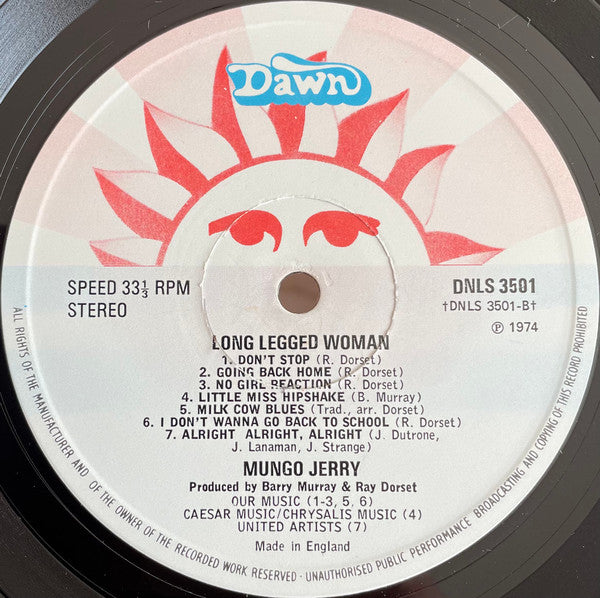 Dawn
SPEED 33⅓ RPM
STEREO
DNLS 3501
†DNLS 3501-B†
℗ 1974
LONG LEGGED WOMAN
1. DON'T STOP (R. Dorset)
2. GOING BACK HOME (R. Dorset)
3. NO GIRL REACTION (R. Dorset)
4. LITTLE MISS HIPSHAKE (B. Murray)
5. MILK COW BLUES (Trad., arr. Dorset)
6. I DON'T WANNA GO BACK TO SCHOOL (R. Dorset)
7. ALRIGHT ALRIGHT, ALRIGHT (J. Dutrone,
J. Lanaman, J. Strange)
MUNGO JERRY
Produced by Barry Murray & Ray Dorset
OUR MUSIC (1-3, 5, 6)
CAESAR MUSIC/CHRYSALIS MUSIC (4)
UNITED ARTISTS (7)
Made in England
ALL RIGHTS OF THE MANUFACTURER AND OF THE OWNER OF THE RECORDED WORK RESERVED · UNAUTHORISED PUBLIC PERFORMANCE BROADCASTING AND COPYING OF THIS RECORD PROHIBITED